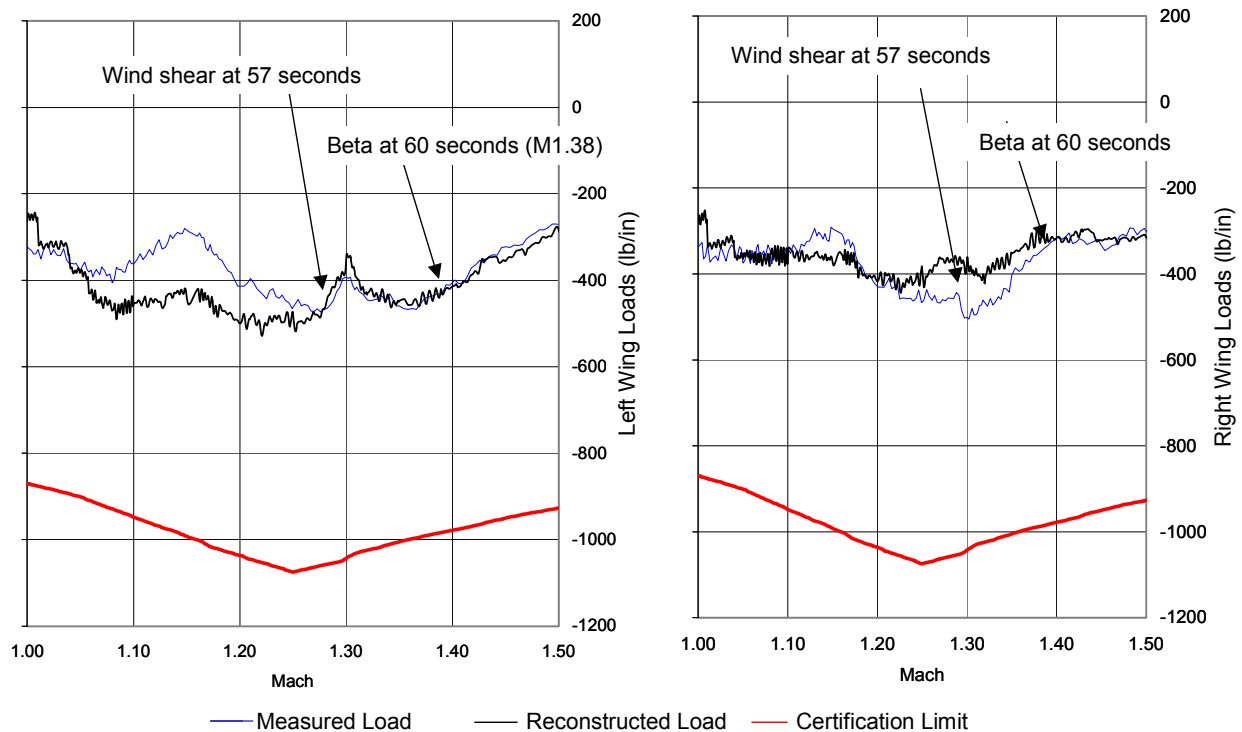 Wind shear at 57 seconds
Beta at 60 seconds (M1.38)
200
0
-200
-400
-600
-800
-1000
-1200
Left Wing Loads (lb/in)
1.00 1.10 1.20 1.30 1.40 1.50
Mach
Wind shear at 57 seconds
Beta at 60 seconds
200
0
-200
-400
-600
-800
-1000
-1200
Right Wing Loads (lb/in)
1.00 1.10 1.20 1.30 1.40 1.50
Mach
Measured Load Reconstructed Load Certification Limit